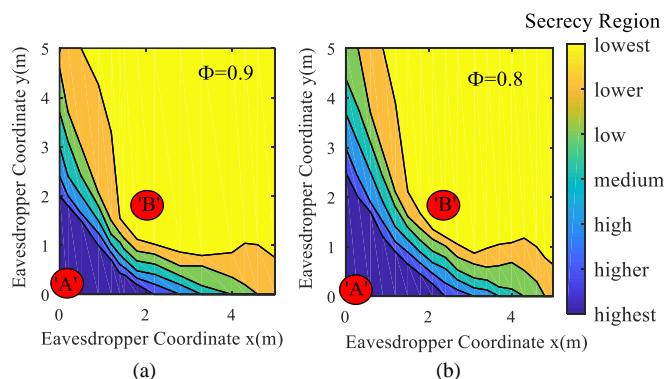 Secrecy Region
5
4
3
2
1
0
Eavesdropper Coordinate y(m)
Φ=0.9
'B'
'A'
0
2
4
Eavesdropper Coordinate x(m)
(a)
5
4
3
2
1
0
Eavesdropper Coordinate y(m)
Φ=0.8
'B'
'A'
0
2
4
Eavesdropper Coordinate x(m)
(b)
lowest
lower
low
medium
high
higher
highest